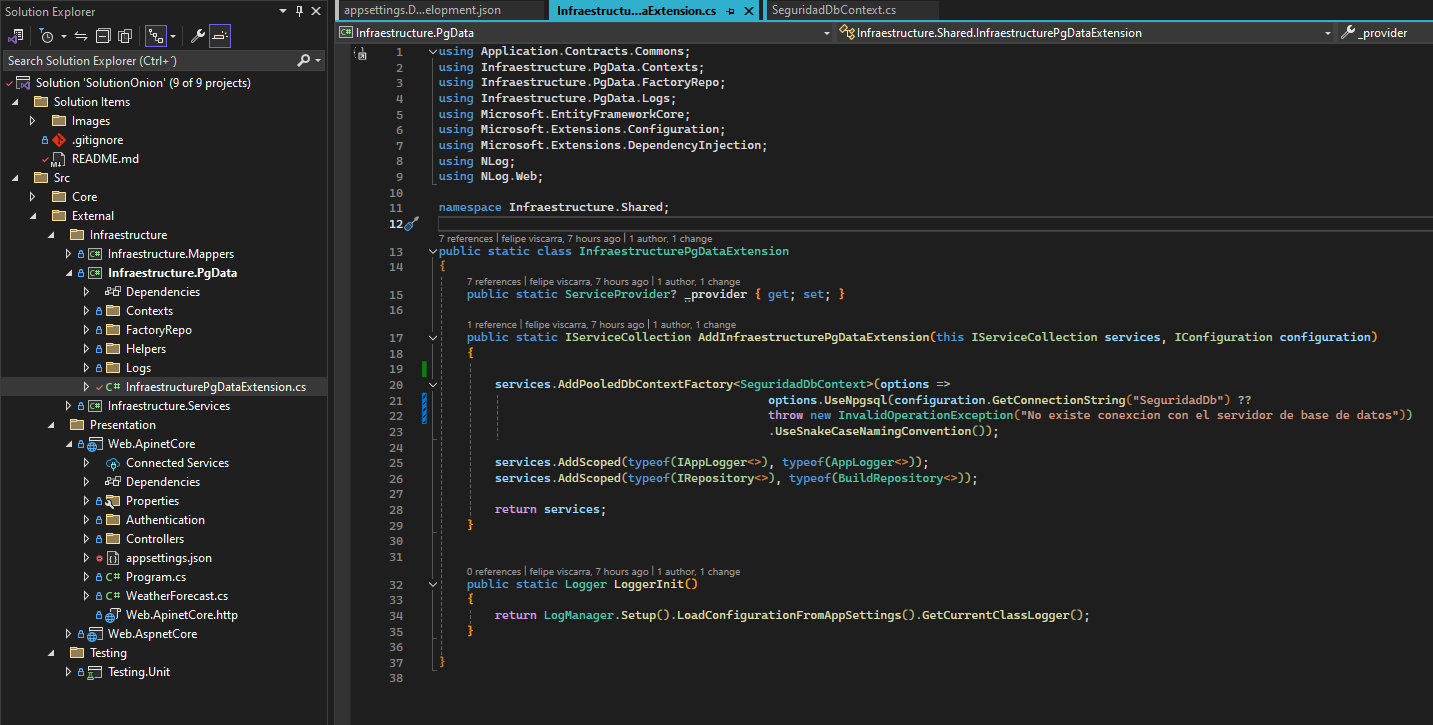 Solution Explorer
Search Solution Explorer (Ctrl+´)
Solution 'SolutionOnion' (9 of 9 projects)
Solution Items
Images
.gitignore
README.md
Src
Core
External
Infraestructure
Infraestructure.Mappers
Infraestructure.PgData
Dependencies
Contexts
FactoryRepo
Helpers
Logs
InfraestructurePgDataExtension.cs
Infraestructure.Services
Presentation
Web.ApinetCore
Connected Services
Dependencies
Properties
Authentication
Controllers
appsettings.json
Program.cs
WeatherForecast.cs
Web.ApinetCore.http
Web.AspnetCore
Testing
Testing.Unit
appsettings.D...elopment.json
Infraestructu...aExtension.cs
SeguridadDbContext.cs
Infraestructure.PgData
Infraestructure.Shared.InfraestructurePgDataExtension
_provider
1 using Application.Contracts.Commons;
2 using Infraestructure.PgData.Contexts;
3 using Infraestructure.PgData.FactoryRepo;
4 using Infraestructure.PgData.Logs;
5 using Microsoft.EntityFrameworkCore;
6 using Microsoft.Extensions.Configuration;
7 using Microsoft.Extensions.DependencyInjection;
8 using NLog;
9 using NLog.Web;
10
11 namespace Infraestructure.Shared;
12
7 references | felipe viscarra, 7 hours ago | 1 author, 1 change
13 public static class InfraestructurePgDataExtension
14 {
7 references | felipe viscarra, 7 hours ago | 1 author, 1 change
15 public static ServiceProvider? _provider { get; set; }
16
1 reference | felipe viscarra, 7 hours ago | 1 author, 1 change
17 public static IServiceCollection AddInfraestructurePgDataExtension(this IServiceCollection services, IConfiguration configuration)
18 {
19
20 services.AddPooledDbContextFactory<SeguridadDbContext>(options =>
21 options.UseNpgsql(configuration.GetConnectionString("SeguridadDb") ??
22 throw new InvalidOperationException("No existe conexcion con el servidor de base de datos"))
23 .UseSnakeCaseNamingConvention());
24
25 services.AddScoped(typeof(IAppLogger<>), typeof(AppLogger<>));
26 services.AddScoped(typeof(IRepository<>), typeof(BuildRepository<>));
27
28 return services;
29 }
30
31
0 references | felipe viscarra, 7 hours ago | 1 author, 1 change
32 public static Logger LoggerInit()
33 {
34 return LogManager.Setup().LoadConfigurationFromAppSettings().GetCurrentClassLogger();
35 }
36
37 }
38